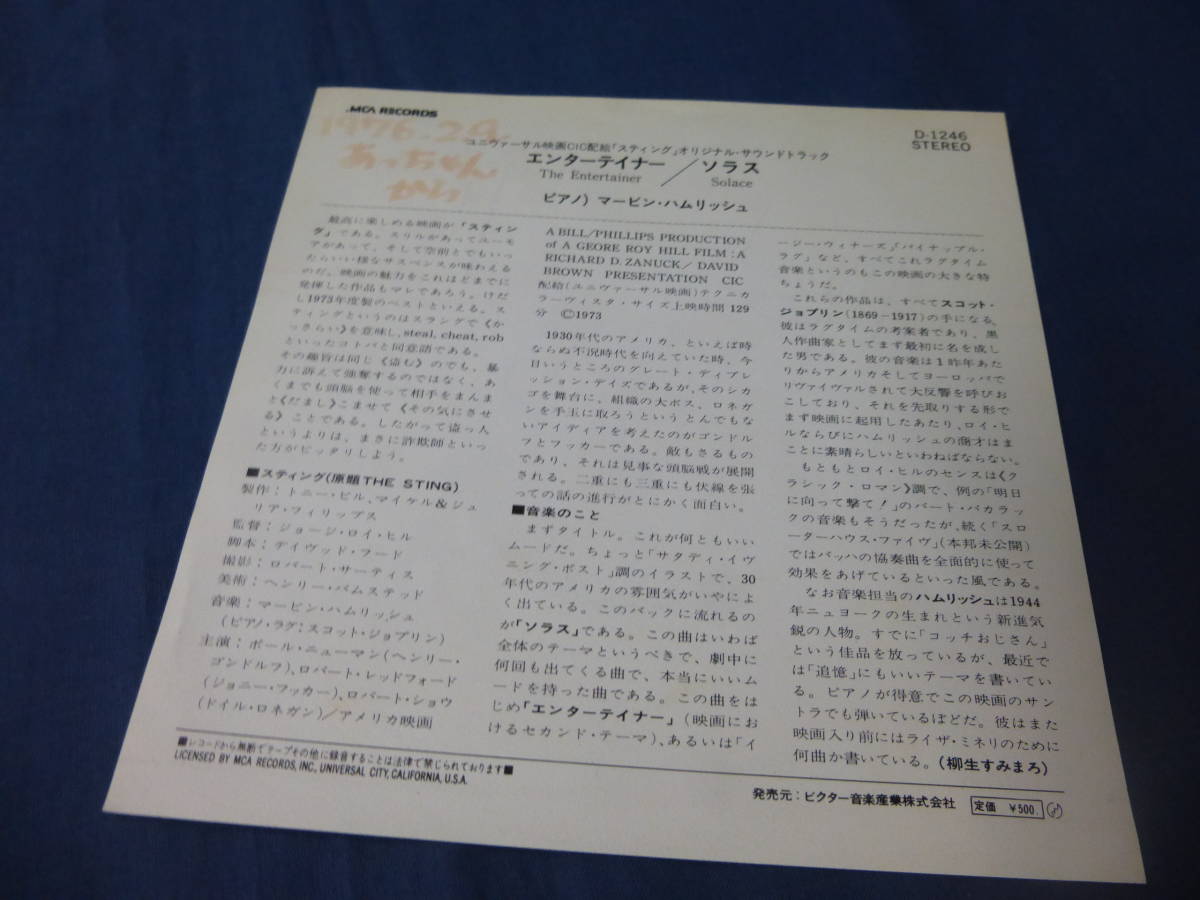 MCA RECORDS
D-1246
STEREO
1976.2.9.
あっちゃん
から
ユニヴァーサル映画CIC配給「スティング」オリジナル・サウンドトラック
エンターテイナー／ソラス
The Entertainer Solace
ピアノ）マービン・ハムリッシュ
最高に楽しめる映画が「スティン
グ」である。スリルがあってユーモ
アがあって、そして空前とでもいっ
たらいい様なサスペンスが味わえる
のだ。映画の魅力をこれほどまでに
発揮した作品もマレであろう。けだ
し1973年度製のベストといえる。ス
ティングというのはスラングで《か
っさらい》を意味し、steal, cheat, rob
といったコトバと同意語である。
その趣旨は同じ《盗む》のでも、暴
力に訴えて強奪するのではなく、あ
くまでも頭脳を使って相手をまんま
と《だまし》こませて《その気にさせ
る》ことである。したがって盗っ人
というよりは、まさに詐欺師といっ
た方がピッタリしよう。
■スティング(原題THE STING)
製作：トニー・ビル、マイケル&ジュ
リア・フィリップス
監督：ジョージ・ロイ・ヒル
脚本：デイヴッド・フード
撮影：ロバート・サーティス
美術：ヘンリー・バムステッド
音楽：マービン・ハムリッシュ
(ピアノ・ラグ：スコット・ジョプリン)
主演：ポール・ニューマン(ヘンリー・
ゴンドルフ)、ロバート・レッドフォード
(ジョニー・フッカー)、ロバート・ショウ
(ドイル・ロネガン)／アメリカ映画
A BILL/PHILLIPS PRODUCTION
of A GEORE ROY HILL FILM : A
RICHARD D. ZANUCK/ DAVID
BROWN PRESENTATION CIC
配給(ユニヴァーサル映画)テクニカ
ラーヴィスタ・サイズ上映時間 129
分 ©1973
1930年代のアメリカ、といえば時
ならぬ不況時代を向えていた時、今
日いうところのグレート・ディプレ
ッション・デイズであるが、そのシカ
ゴを舞台に、組織の大ボス、ロネガ
ンを手玉に取ろうという とんでもな
いアイディアを考えたのがゴンドル
フとフッカーである。敵もさるもの
であり、それは見事な頭脳戦が展開
される。二重にも三重にも伏線を張
っての話の進行がとにかく面白い。
■音楽のこと
まずタイトル。これが何ともいい
ムードだ。ちょっと「サタディ・イヴ
ニング・ポスト」調のイラストで、30
年代のアメリカの雰囲気がいやによ
く出ている。このバックに流れるの
が「ソラス」である。この曲はいわば
全体のテーマというべきで、劇中に
何回も出てくる曲で、本当にいいム
ードを持った曲である。この曲をは
じめ「エンターテイナー」(映画にお
けるセカンド・テーマ)、あるいは「イ
ージー・ウィナーズ」「パイナップル・
ラグ」など、すべてこれラグタイム
音楽というのもこの映画の大きな特
ちょうだ。
これらの作品は、すべてスコット・
ジョプリン(1869－1917)の手になる。
彼はラグタイムの考案者であり、黒
人作曲家としてまず最初に名を成し
た男である。彼の音楽は1昨年あた
りからアメリカそしてヨーロッパで
リヴァイヴァルされて大反響を呼びお
こしており、それを先取りする形で
まず映画に起用したあたり、ロイ・ヒ
ルならびにハムリッシュの商才はま
ことに素晴らしいといわねばならない。
もともとロイ・ヒルのセンスは《ク
ラシック・ロマン》調で、例の「明日
に向って撃て！」のバート・バカラッ
クの音楽もそうだったが、続く「スロ
ーターハウス・ファイヴ」(本邦未公開)
ではバッハの協奏曲を全面的に使って
効果をあげているといった風である。
なお音楽担当のハムリッシュは1944
年ニュヨークの生まれという新進気
鋭の人物。すでに「コッチおじさん」
という佳品を放っているが、最近で
は「追憶」にもいいテーマを書いてい
る。ピアノが得意でこの映画のサン
トラでも弾いているほどだ。彼はまた
映画入り前にはライザ・ミネリのために
何曲か書いている。(柳生すみまろ)
■レコードから無断でテープその他に録音することは法律で禁じられております■
LICENSED BY MCA RECORDS, INC., UNIVERSAL CITY, CALIFORNIA, U.S.A.
発売元：ビクター音楽産業株式会社 定価 ￥500.